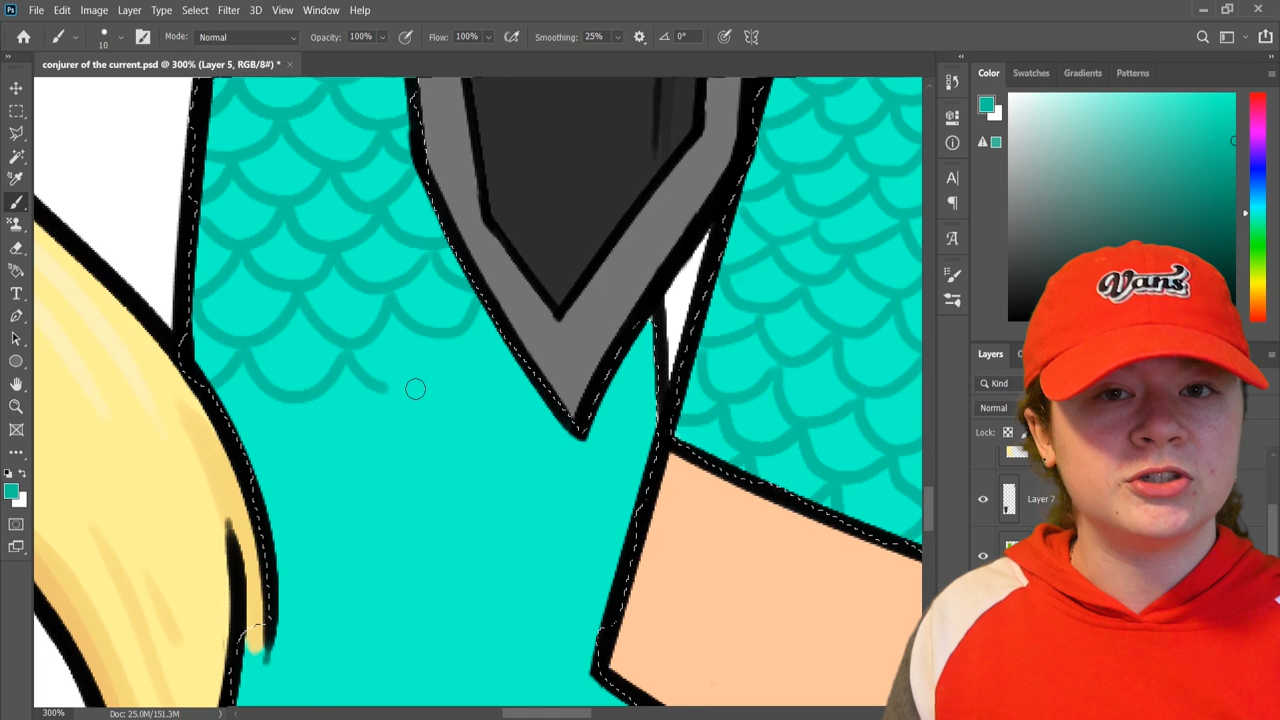 Ps File Edit Image Layer Type Select Filter 3D View Window Help
10 Mode: Normal Opacity: 100% Flow: 100% Smoothing: 25% 0°
conjurer of the current.psd @ 300% (Layer 5, RGB/8#) *
Color Swatches Gradients Patterns
Layers
Kind
Normal
Lock:
Layer 7
Vans
300% Doc: 25.0M/151.3M